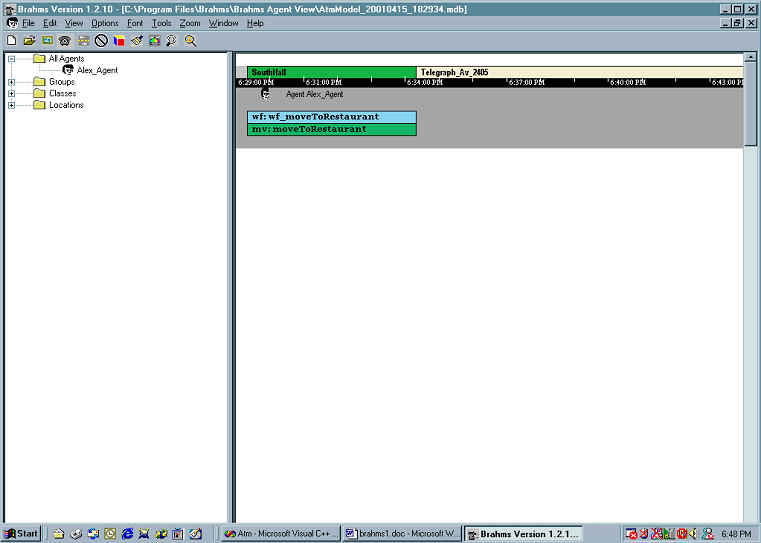 Brahms Version 1.2.10 - [C:\Program Files\Brahms\Brahms Agent View\AtmModel_20010415_182934.mdb]
File Edit View Options Font Tools Zoom Window Help
All Agents
Alex_Agent
Groups
Classes
Locations
SouthHall Telegraph_Av_2405
6:29:00 PM 6:31:00 PM 6:34:00 PM 6:37:00 PM 6:40:00 PM 6:43:00 P
Agent Alex_Agent
wf: wf_moveToRestaurant
mv: moveToRestaurant
Start Atm - Microsoft Visual C++ ... brahms1.doc - Microsoft W... Brahms Version 1.2.1... 6:48 PM